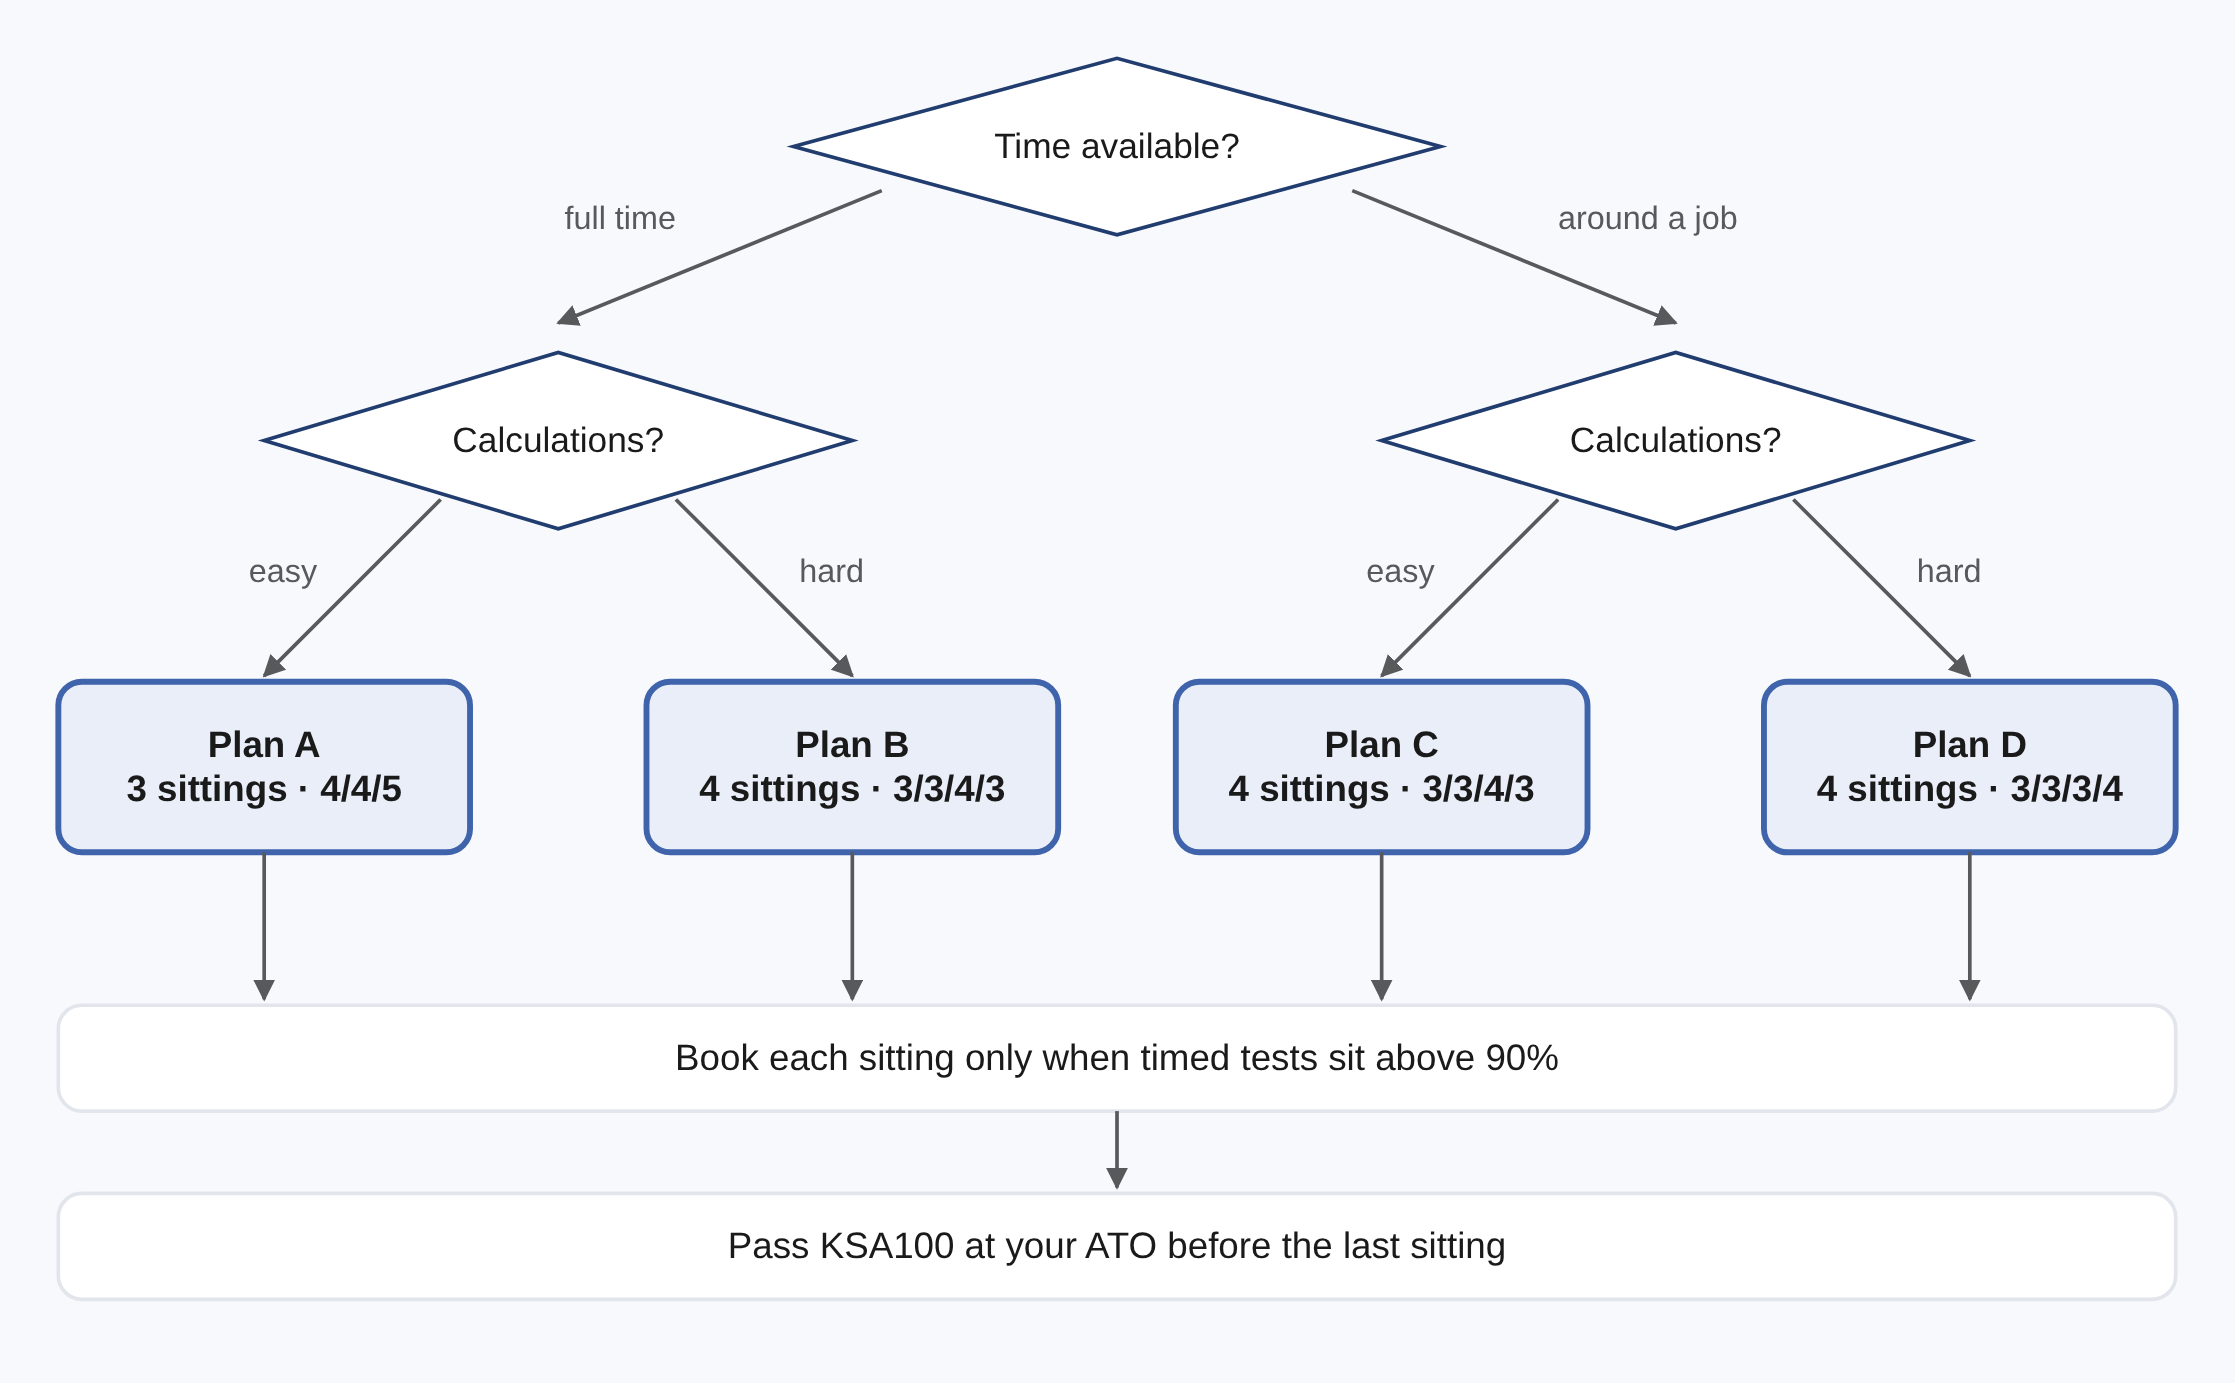 Time available?
full time
around a job
Calculations?
Calculations?
easy
hard
easy
hard
Plan A
3 sittings · 4/4/5
Plan B
4 sittings · 3/3/4/3
Plan C
4 sittings · 3/3/4/3
Plan D
4 sittings · 3/3/3/4
Book each sitting only when timed tests sit above 90%
Pass KSA100 at your ATO before the last sitting